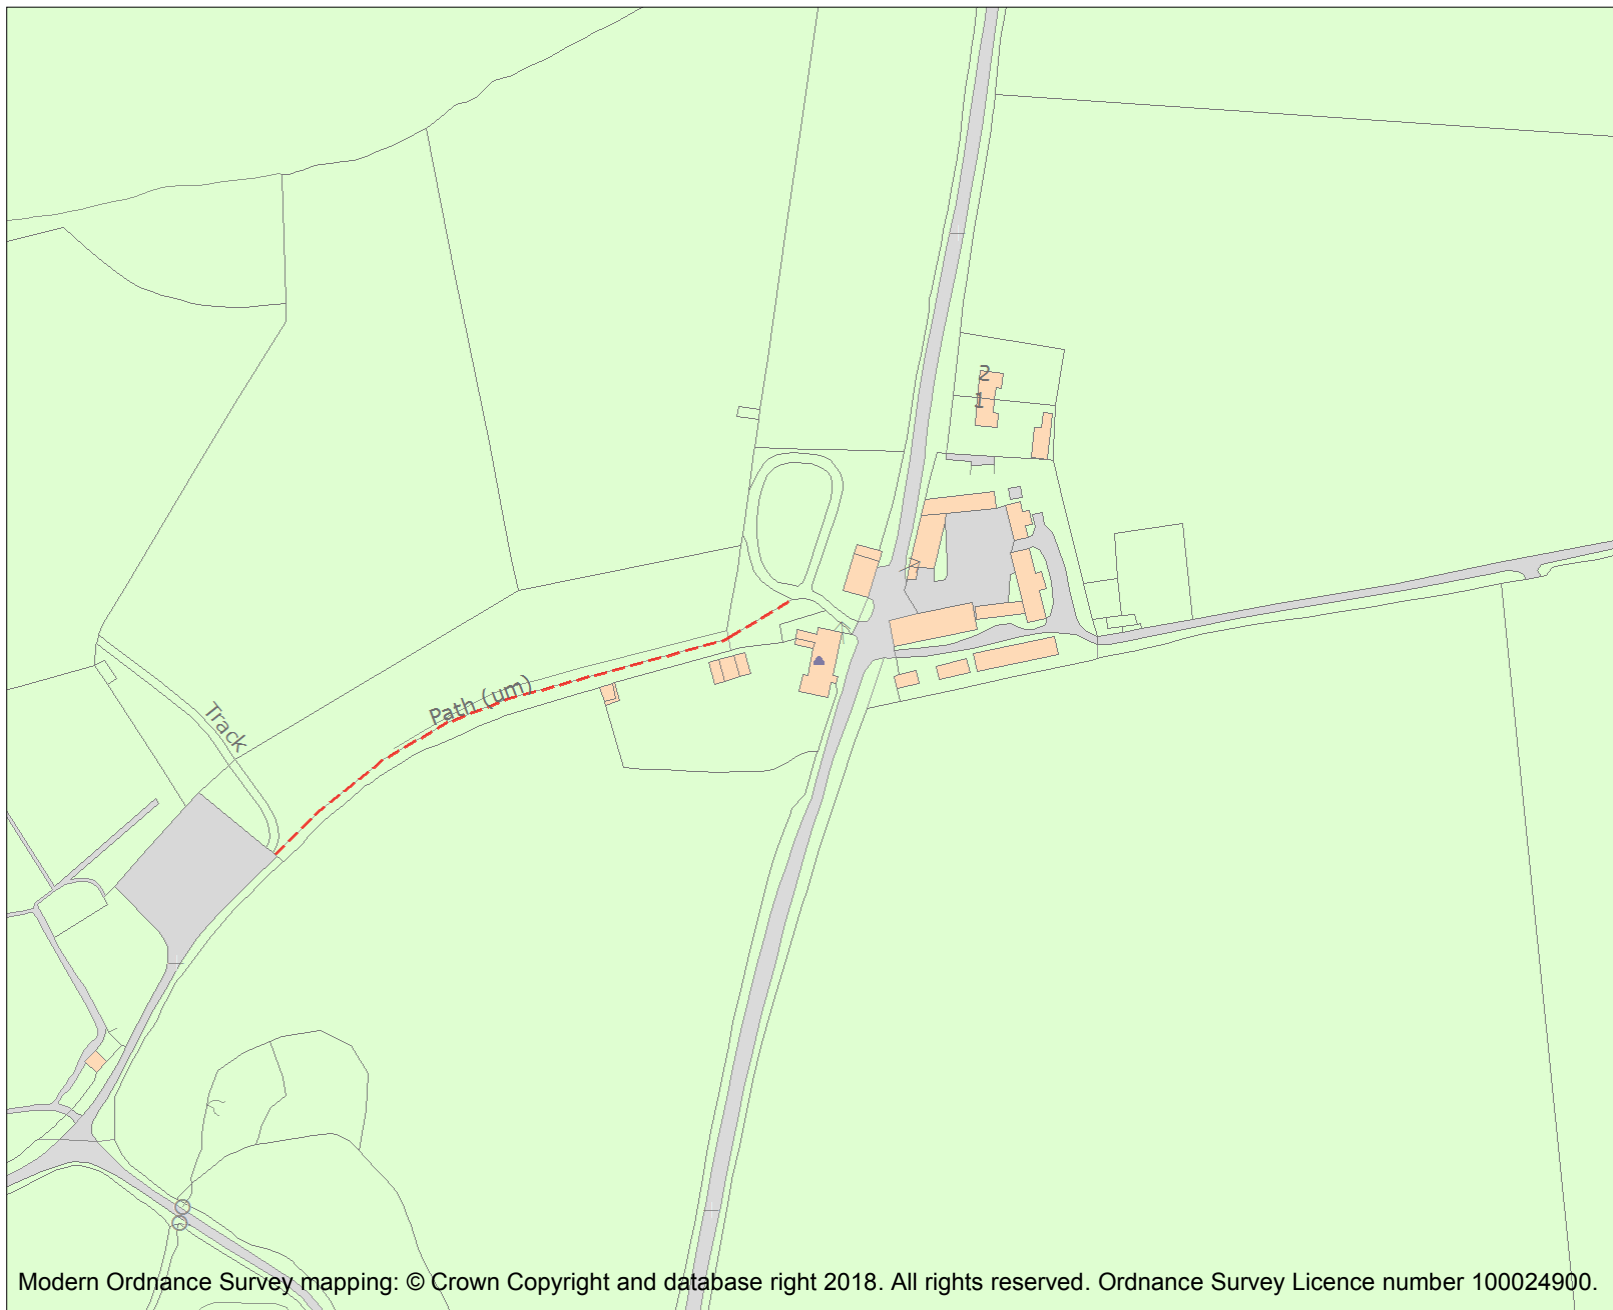 2
1
Path (um)
Track
Modern Ordnance Survey mapping: © Crown Copyright and database right 2018. All rights reserved. Ordnance Survey Licence number 100024900.